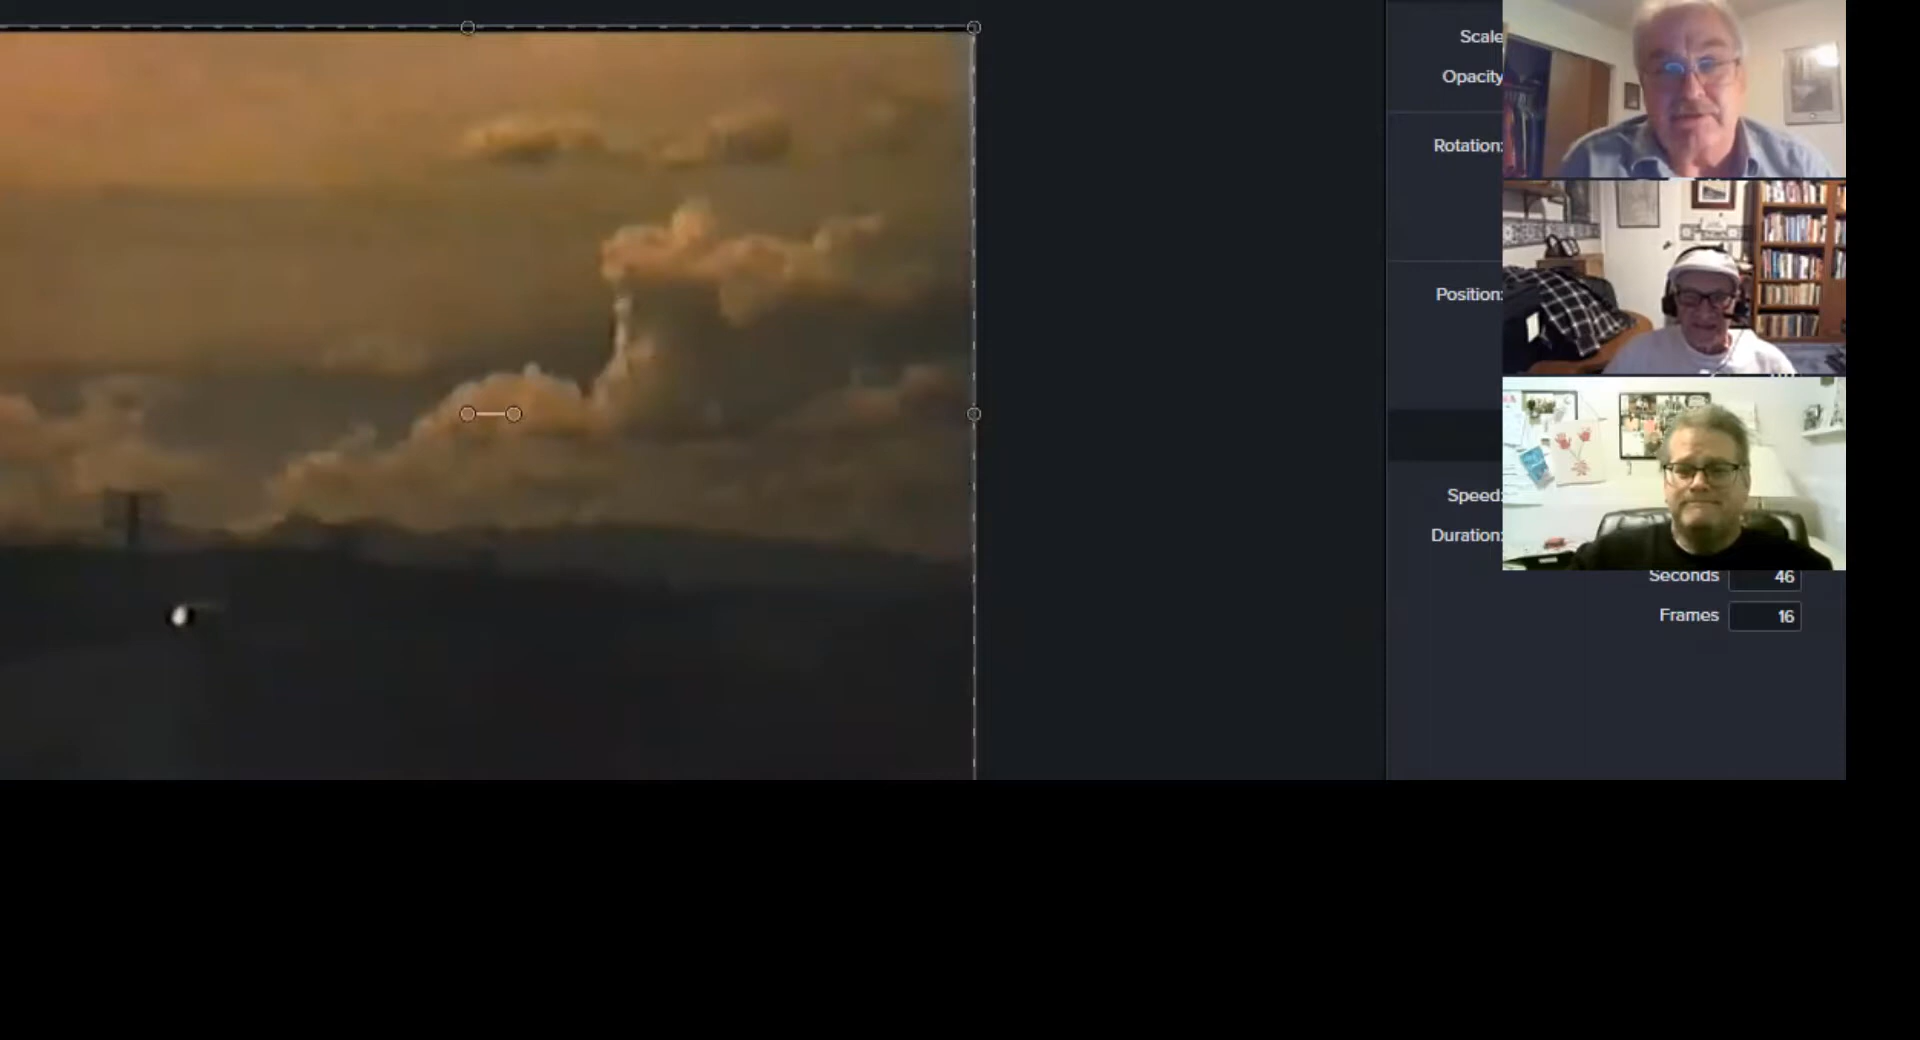 Scale
Opacity
Rotation:
Position:
Speed:
Duration:
Seconds 46
Frames 16